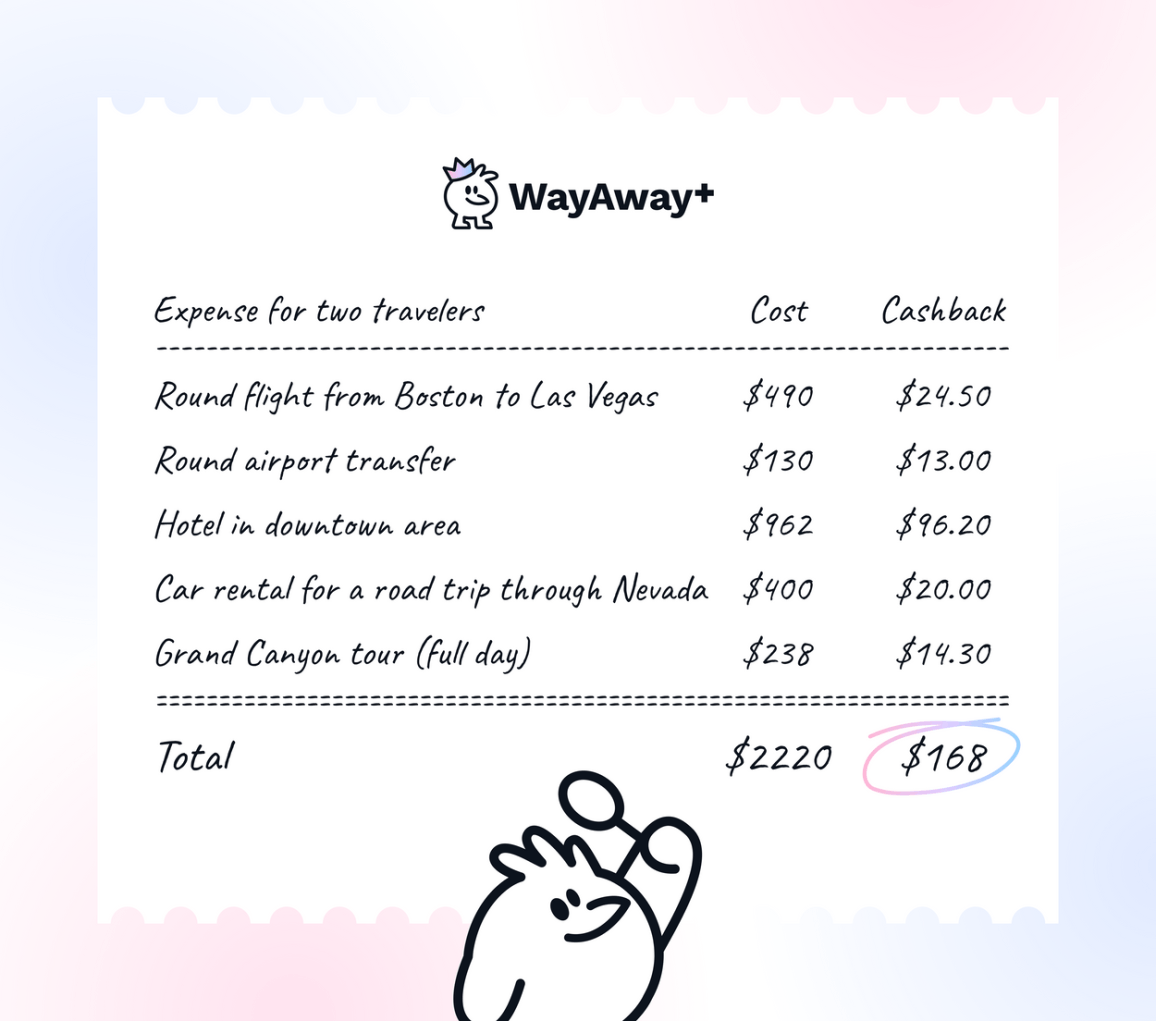 WayAway+
Expense for two travelers Cost Cashback
Round flight from Boston to Las Vegas $490 $24.50
Round airport transfer $130 $13.00
Hotel in downtown area $962 $96.20
Car rental for a road trip through Nevada $400 $20.00
Grand Canyon tour (full day) $238 $14.30
Total $2220 $168